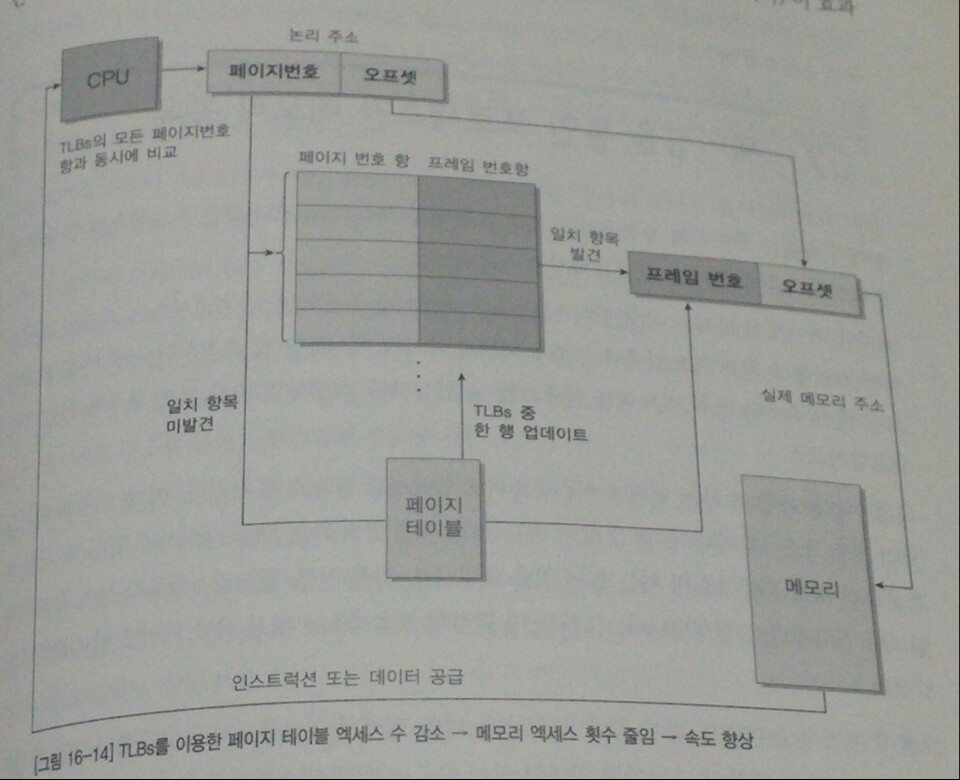 이 효과
논리 주소
CPU
페이지번호
오프셋
TLBs의 모든 페이지번호
항과 동시에 비교
페이지 번호 항
프레임 번호항
일치 항목
발견
프레임 번호
오프셋
실제 메모리 주소
일치 항목
미발견
TLBs 중
한 행 업데이트
페이지
테이블
메모리
인스트럭션 또는 데이터 공급
[그림 16-14] TLBs를 이용한 페이지 테이블 엑세스 수 감소 → 메모리 엑세스 횟수 줄임 → 속도 향상